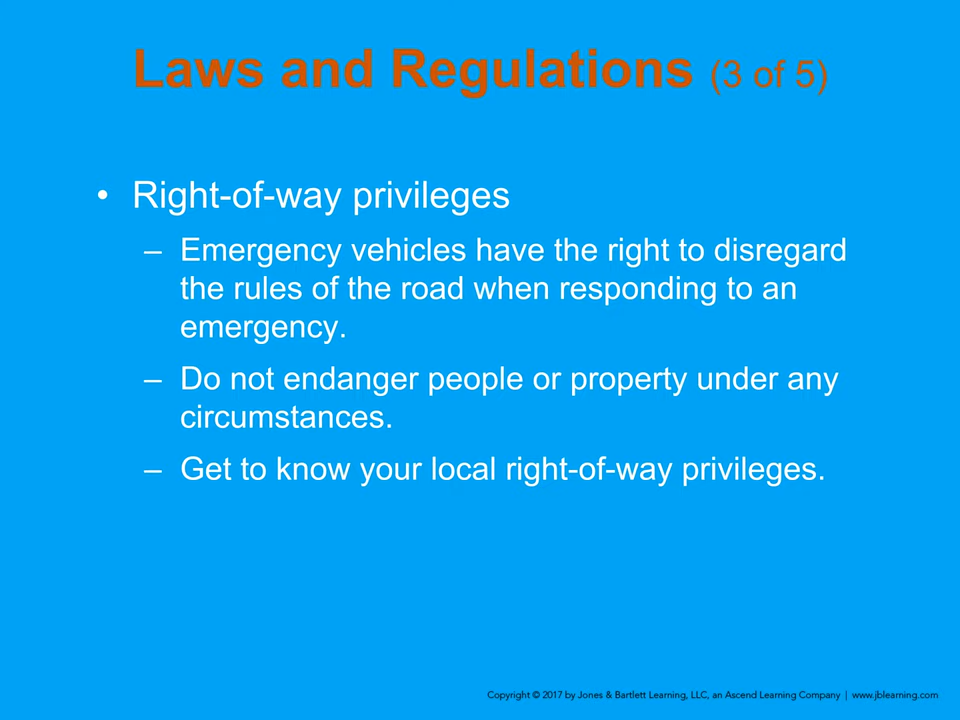 Laws and Regulations (3 of 5)
• Right-of-way privileges
– Emergency vehicles have the right to disregard
the rules of the road when responding to an
emergency.
– Do not endanger people or property under any
circumstances.
– Get to know your local right-of-way privileges.
Copyright © 2017 by Jones & Bartlett Learning, LLC, an Ascend Learning Company | www.jblearning.com